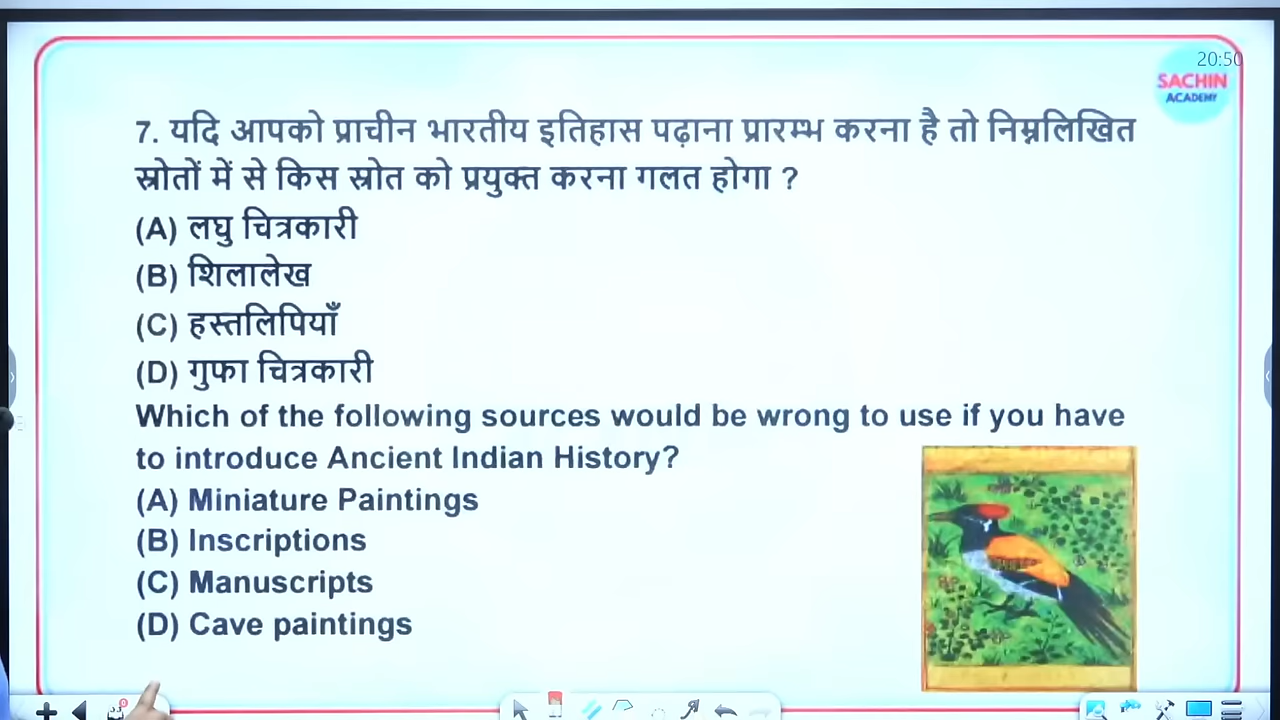 20:50
SACHIN
ACADEMY
7. यदि आपको प्राचीन भारतीय इतिहास पढ़ाना प्रारम्भ करना है तो निम्नलिखित
स्रोतों में से किस स्रोत को प्रयुक्त करना गलत होगा ?
(A) लघु चित्रकारी
(B) शिलालेख
(C) हस्तलिपियाँ
(D) गुफा चित्रकारी
Which of the following sources would be wrong to use if you have
to introduce Ancient Indian History?
(A) Miniature Paintings
(B) Inscriptions
(C) Manuscripts
(D) Cave paintings